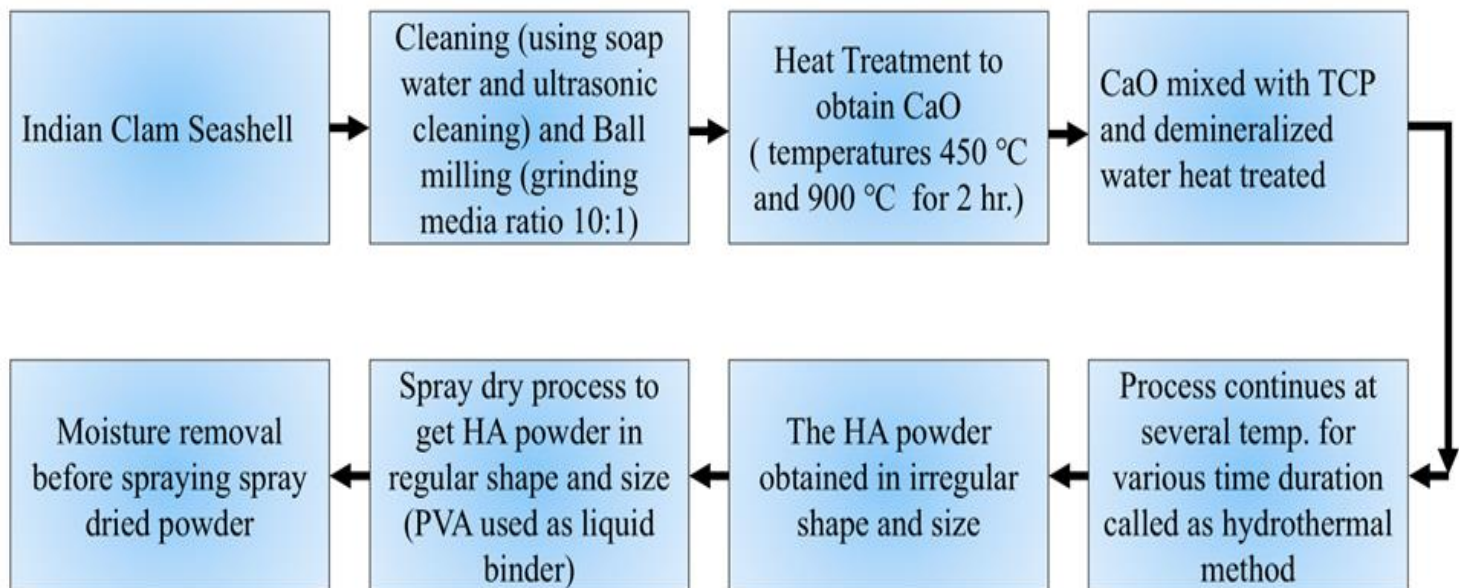 Indian Clam Seashell
Cleaning (using soap
water and ultrasonic
cleaning) and Ball
milling (grinding
media ratio 10:1)
Heat Treatment to
obtain CaO
( temperatures 450 °C
and 900 °C for 2 hr.)
CaO mixed with TCP
and demineralized
water heat treated
Process continues at
several temp. for
various time duration
called as hydrothermal
method
The HA powder
obtained in irregular
shape and size
Spray dry process to
get HA powder in
regular shape and size
(PVA used as liquid
binder)
Moisture removal
before spraying spray
dried powder